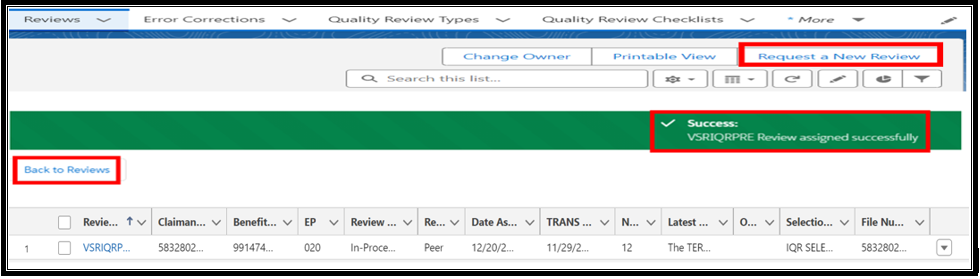 Reviews Error Corrections Quality Review Types Quality Review Checklists * More
Change Owner Printable View Request a New Review
Search this list...
Success:
VSRIQRPRE Review assigned successfully
Back to Reviews
Revie... Claiman... Benefit... EP Review ... Re... Date As... TRANS ... N... Latest ... O... Selectio... File Nu...
1 VSRIQRP... 5832802... 991474... 020 In-Proce... Peer 12/20/2... 11/29/2... 12 The TER... IQR SELE... 5832802...